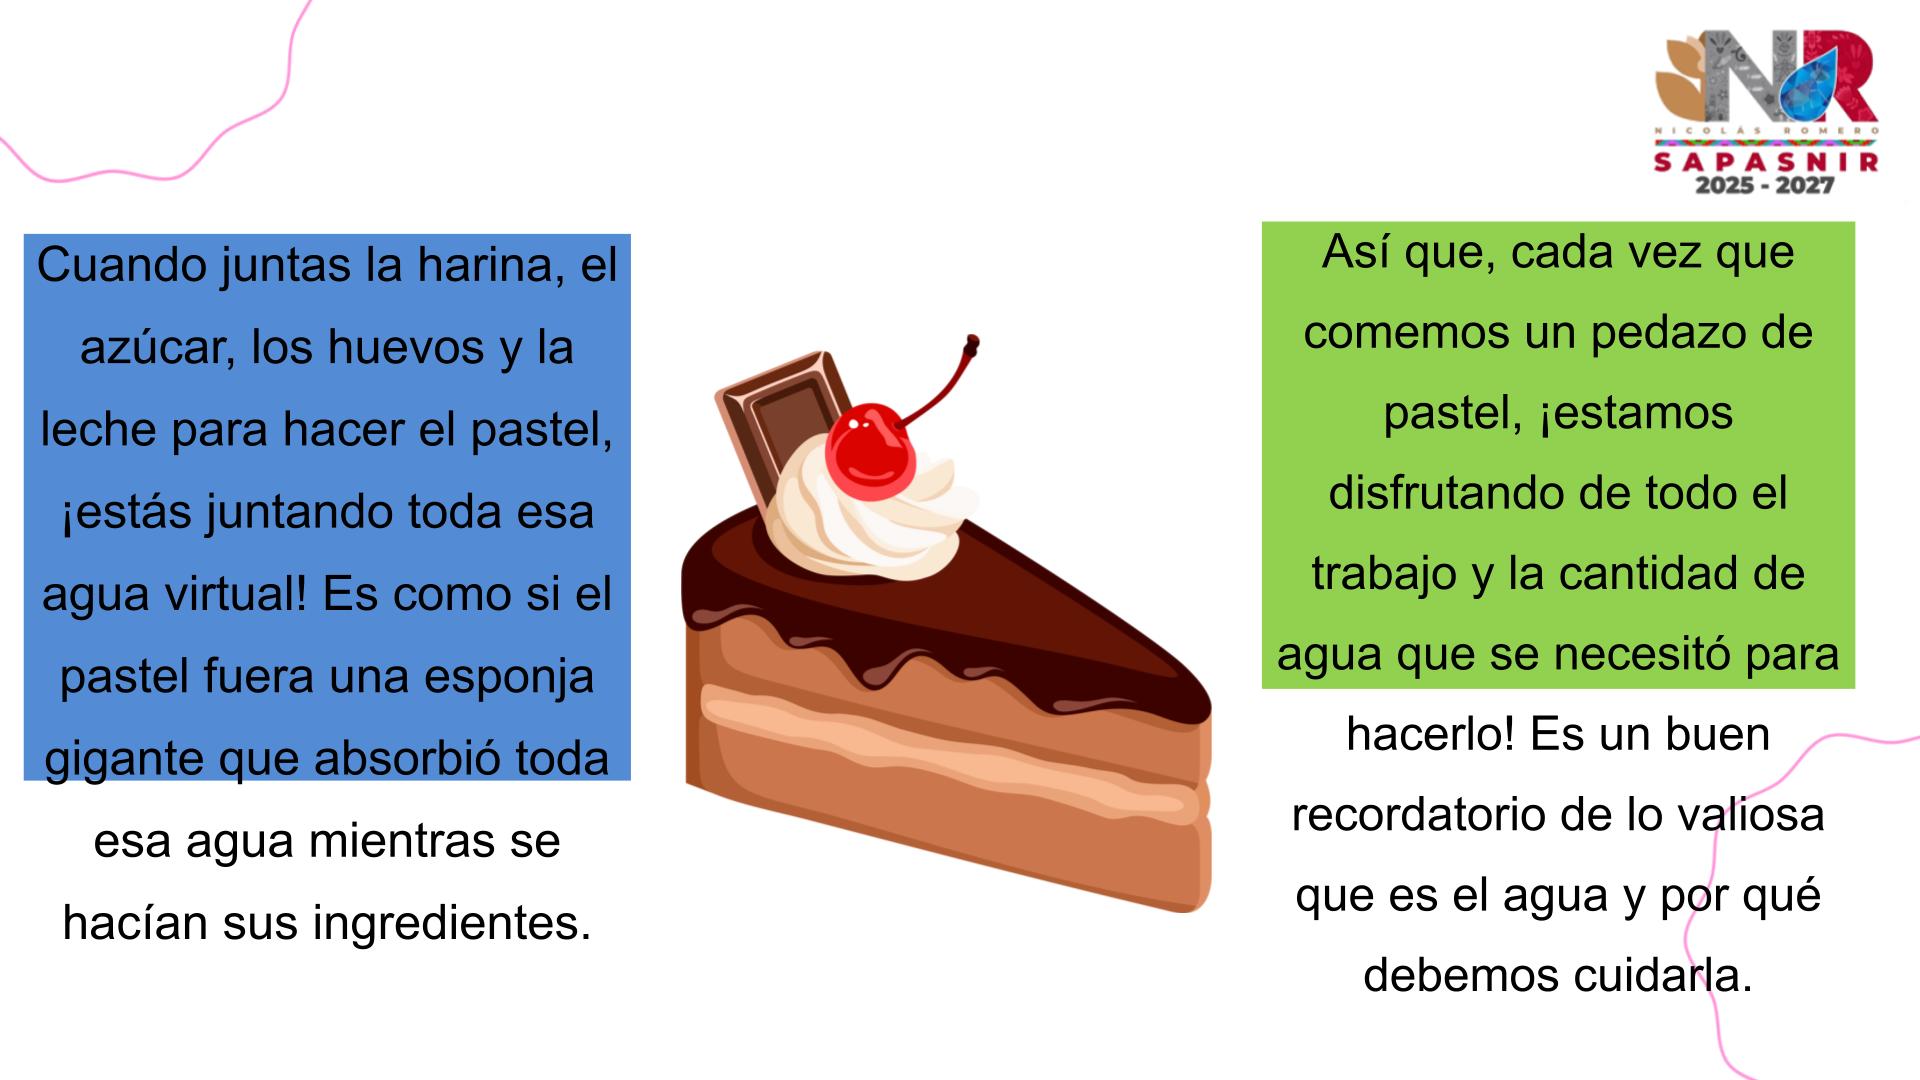 NR
NICOLÁS ROMERO
SAPASNIR
2025 - 2027
Cuando juntas la harina, el
azúcar, los huevos y la
leche para hacer el pastel,
¡estás juntando toda esa
agua virtual! Es como si el
pastel fuera una esponja
gigante que absorbió toda
esa agua mientras se
hacían sus ingredientes.
Así que, cada vez que
comemos un pedazo de
pastel, ¡estamos
disfrutando de todo el
trabajo y la cantidad de
agua que se necesitó para
hacerlo! Es un buen
recordatorio de lo valiosa
que es el agua y por qué
debemos cuidarla.